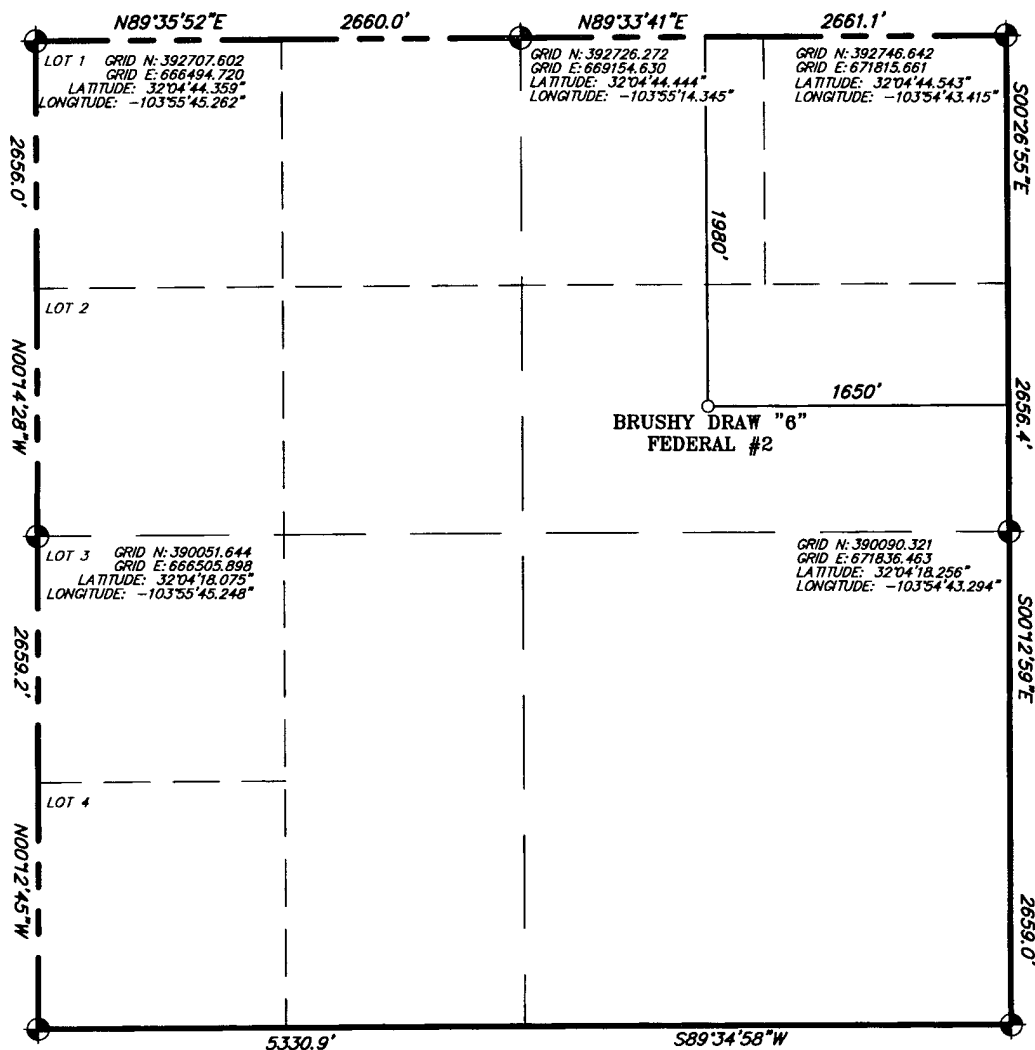 N89°35'52"E 2660.0' N89°33'41"E 2661.1'
LOT 1 GRID N: 392707.602
GRID E: 666494.720
LATITUDE: 32°04'44.359"
LONGITUDE: -103°55'45.262"
GRID N: 392726.272
GRID E: 669154.630
LATITUDE: 32°04'44.444"
LONGITUDE: -103°55'14.345"
GRID N: 392746.642
GRID E: 671815.661
LATITUDE: 32°04'44.543"
LONGITUDE: -103°54'43.415"
S00°26'55"E
2656.0'
1980'
LOT 2
N00°14'28"W
1650'
2656.4'
BRUSHY DRAW "6"
FEDERAL #2
LOT 3 GRID N: 390051.644
GRID E: 666505.898
LATITUDE: 32°04'18.075"
LONGITUDE: -103°55'45.248"
GRID N: 390090.321
GRID E: 671836.463
LATITUDE: 32°04'18.256"
LONGITUDE: -103°54'43.294"
2659.2'
S00°12'59"E
LOT 4
N00°12'45"W
2659.0'
5330.9' S89°34'58"W